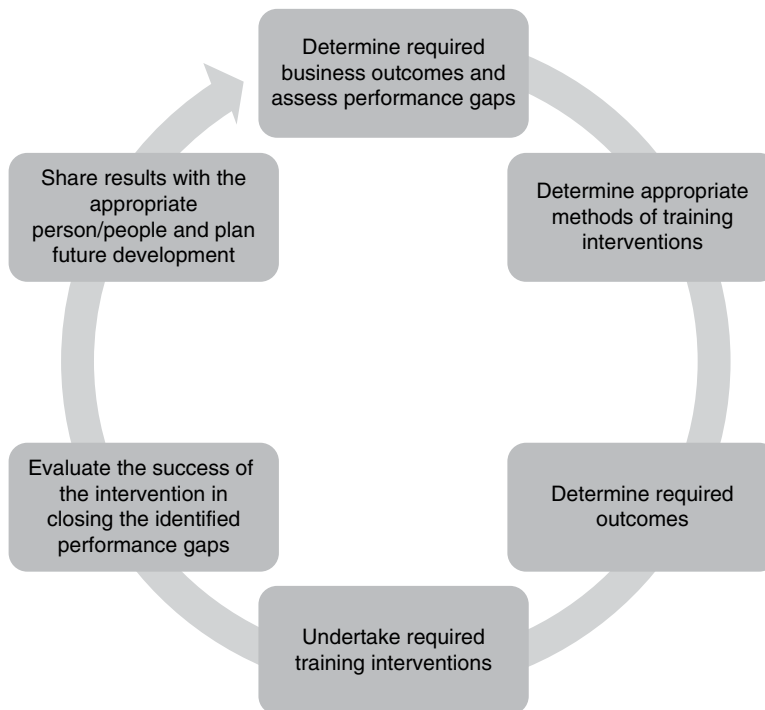 Determine required
business outcomes and
assess performance gaps
Determine appropriate
methods of training
interventions
Determine required
outcomes
Undertake required
training interventions
Evaluate the success of
the intervention in
closing the identified
performance gaps
Share results with the
appropriate
person/people and plan
future development